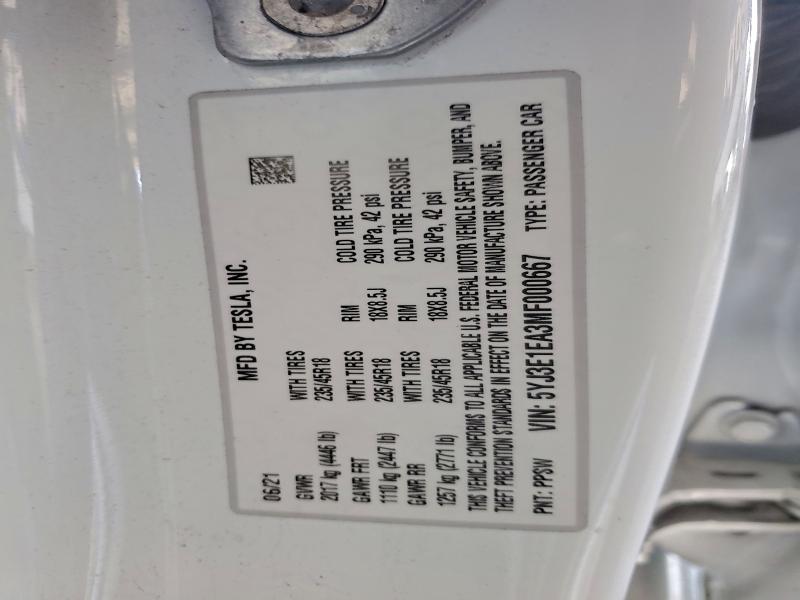 MFD BY TESLA, INC.
06/21
GVWR WITH TIRES RIM COLD TIRE PRESSURE
2017 kg (4446 lb) 235/45R18 18X8.5J 290 kPa, 42 psi
GAWR FRT WITH TIRES RIM COLD TIRE PRESSURE
1110 kg (2447 lb) 235/45R18 18X8.5J 290 kPa, 42 psi
GAWR RR
1257 kg (2771 lb) 235/45R18
THIS VEHICLE CONFORMS TO ALL APPLICABLE U.S. FEDERAL MOTOR VEHICLE SAFETY, BUMPER, AND
THEFT PREVENTION STANDARDS IN EFFECT ON THE DATE OF MANUFACTURE SHOWN ABOVE.
PNT: PPSW VIN: 5YJ3E1EA3MF000667 TYPE: PASSENGER CAR